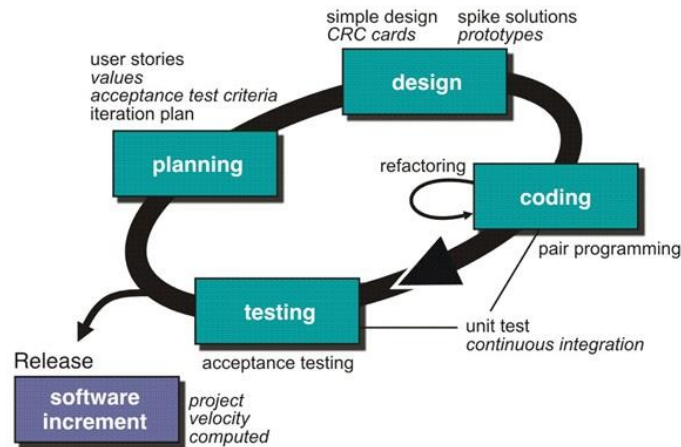 simple design
CRC cards
spike solutions
prototypes
user stories
values
acceptance test criteria
iteration plan
design
planning
refactoring
coding
pair programming
testing
unit test
continuous integration
acceptance testing
Release
software
increment
project
velocity
computed